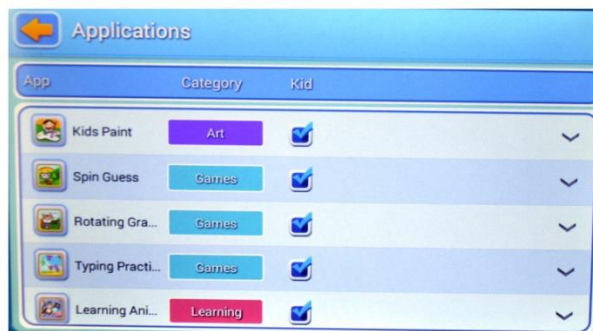 Applications
App Category Kid
Kids Paint Art
Spin Guess Games
Rotating Gra... Games
Typing Practi... Games
Learning Ani... Learning